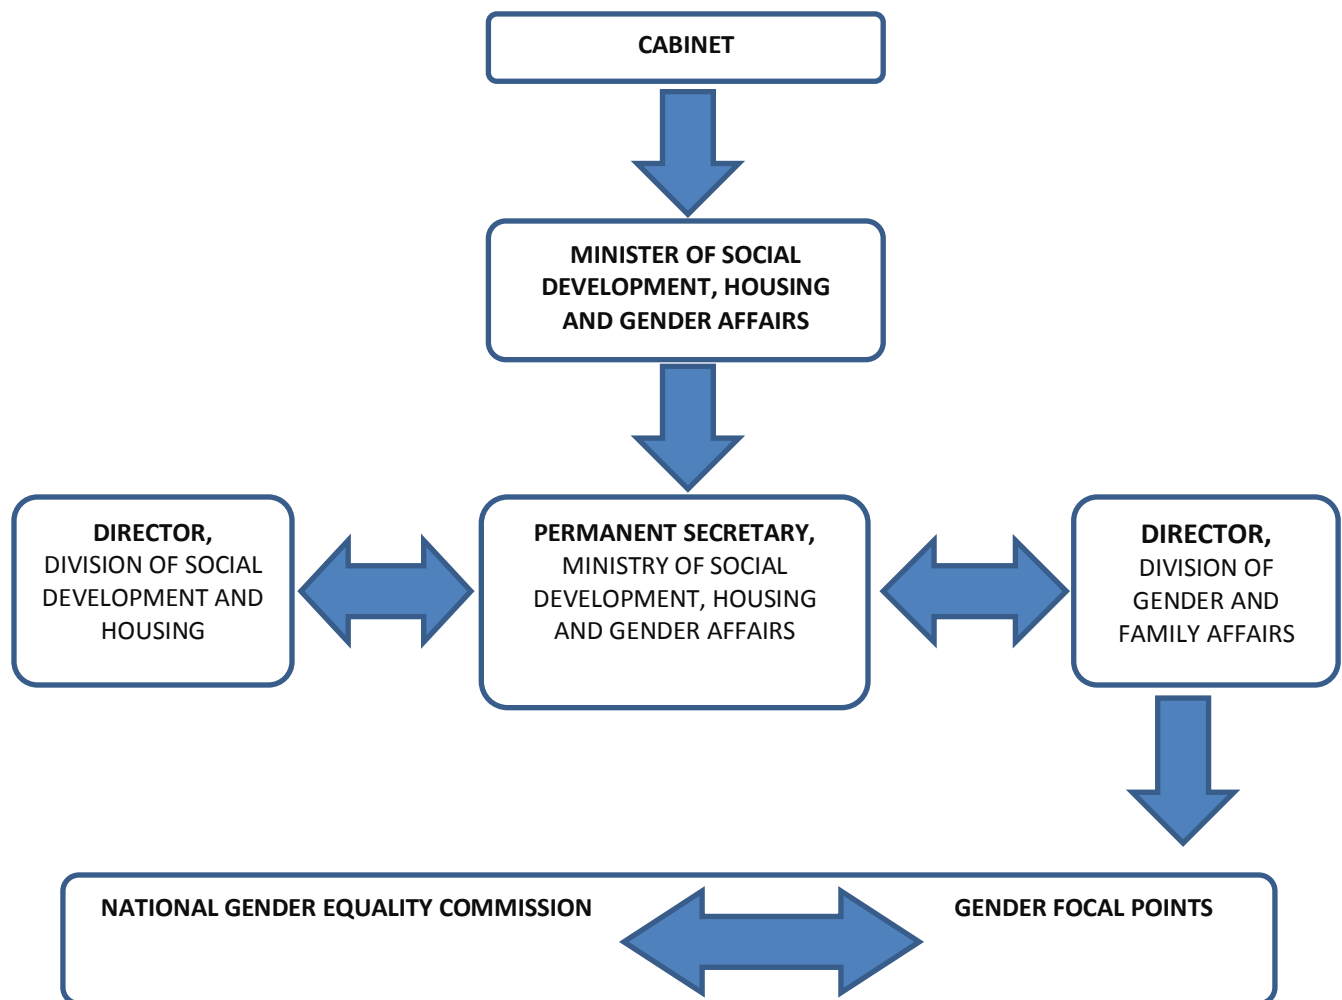 CABINET
MINISTER OF SOCIAL
DEVELOPMENT, HOUSING
AND GENDER AFFAIRS
DIRECTOR,
DIVISION OF SOCIAL
DEVELOPMENT AND
HOUSING
PERMANENT SECRETARY,
MINISTRY OF SOCIAL
DEVELOPMENT, HOUSING
AND GENDER AFFAIRS
DIRECTOR,
DIVISION OF
GENDER AND
FAMILY AFFAIRS
NATIONAL GENDER EQUALITY COMMISSION
GENDER FOCAL POINTS